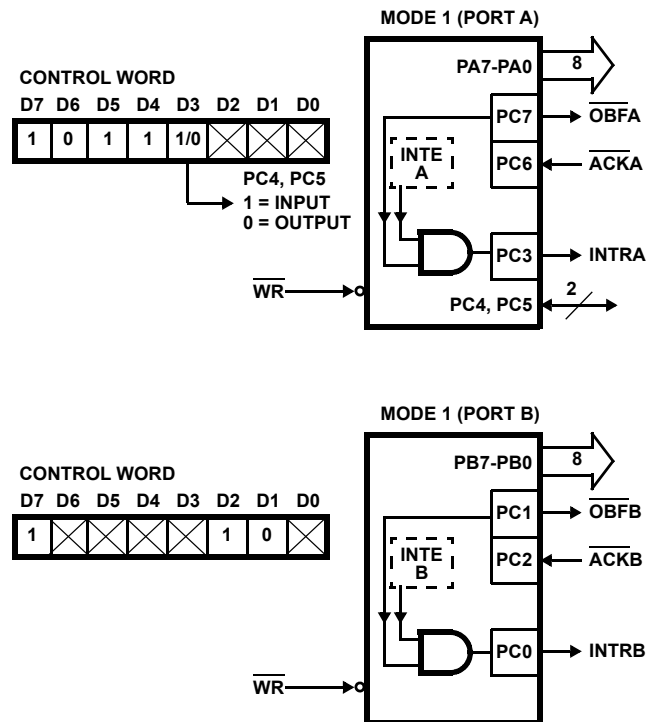 MODE 1 (PORT A)
CONTROL WORD
D7 D6 D5 D4 D3 D2 D1 D0
1 0 1 1 1/0
PC4, PC5
1 = INPUT
0 = OUTPUT
PA7-PA0
8
PC7
OBFA
INTE
A
PC6
ACKA
PC3
INTRA
WR
PC4, PC5
2
MODE 1 (PORT B)
CONTROL WORD
D7 D6 D5 D4 D3 D2 D1 D0
1 1 0
PB7-PB0
8
PC1
OBFB
INTE
B
PC2
ACKB
PC0
INTRB
WR